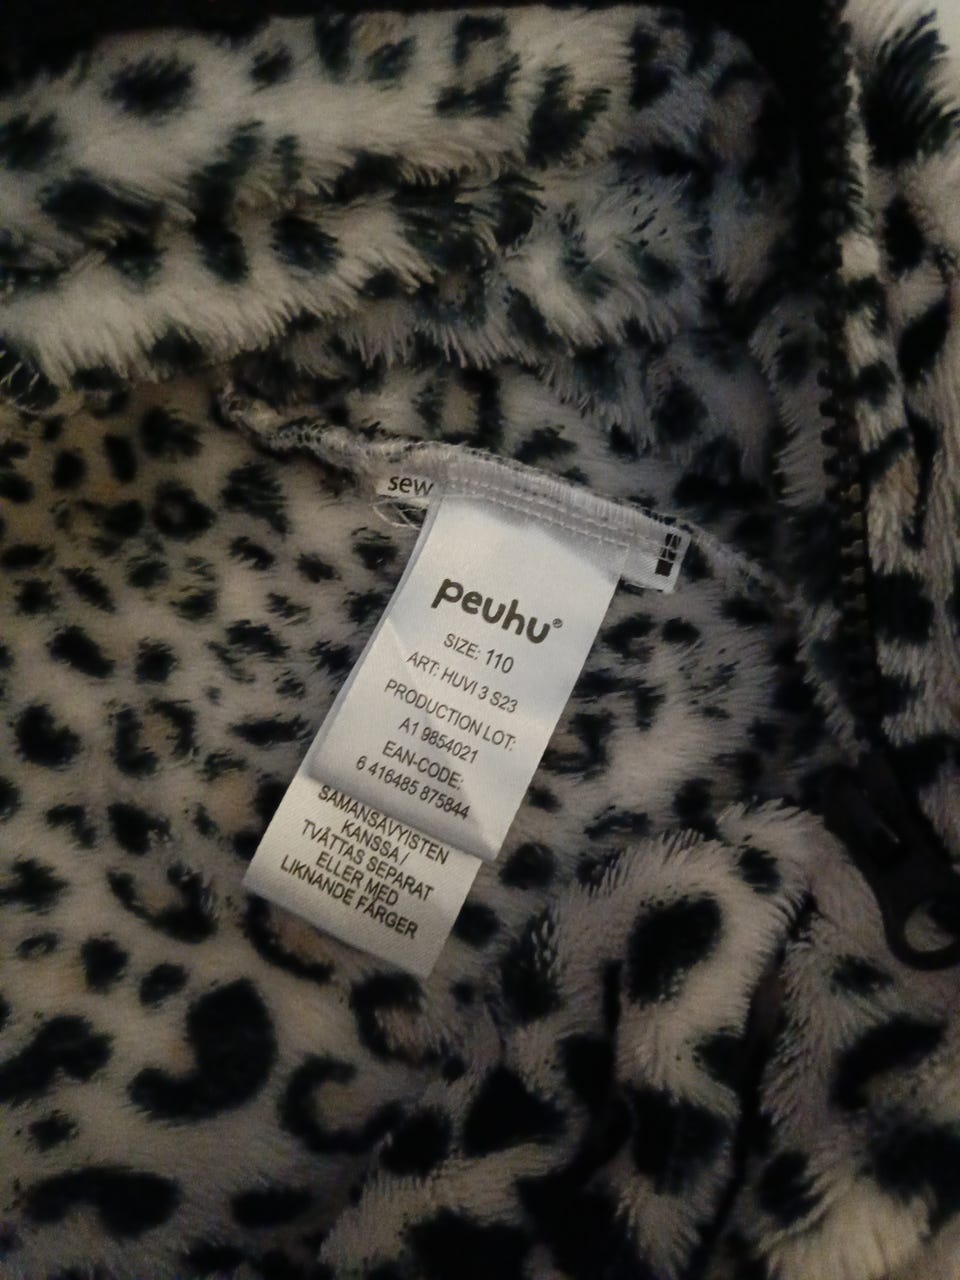 sew
peuhu®
SIZE: 110
ART: HUVI 3 S23
PRODUCTION LOT:
A1 9854021
EAN-CODE:
6 416485 875844
SAMANSÄVYISTEN
KANSSA /
TVÄTTAS SEPARAT
ELLER MED
LIKNANDE FÄRGER